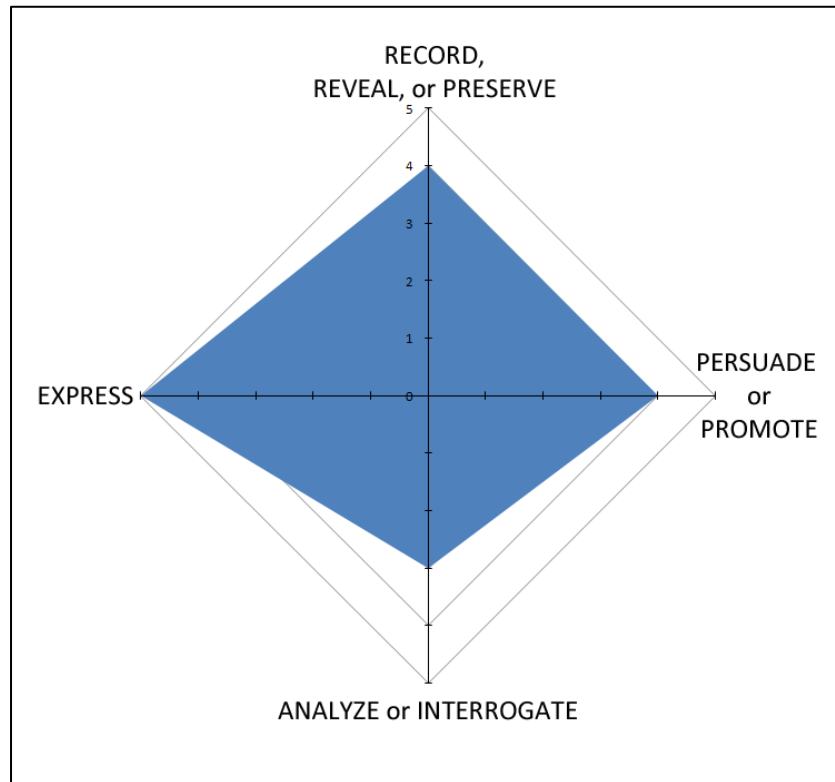 RECORD,
REVEAL, or PRESERVE
5
4
3
2
1
0
EXPRESS
PERSUADE
or
PROMOTE
ANALYZE or INTERROGATE